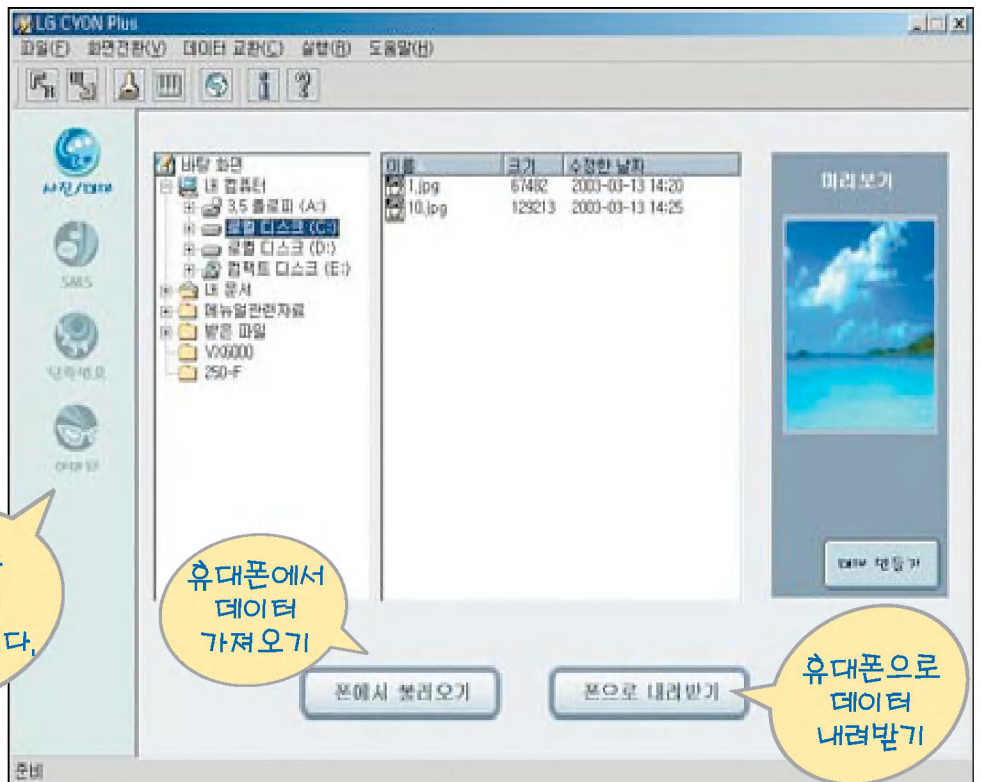 LG CYON Plus
파일(F) 화면전환(V) 데이터 교환(C) 실행(R) 도움말(H)
사진/대화
SMS
단축번호
바탕 화면
내 컴퓨터
3.5 플로피 (A:)
로컬 디스크 (C:)
로컬 디스크 (D:)
컴팩트 디스크 (E:)
내 문서
메뉴얼관련자료
받은 파일
VX6000
250-F
이름 크기 수정한 날짜
1.jpg 67482 2003-03-13 14:20
10.jpg 129213 2003-03-13 14:25
미리 보기
만들기
다.
휴대폰에서
데이터
가져오기
폰에서 불러오기
폰으로 내려받기
휴대폰으로
데이터
내려받기
준비